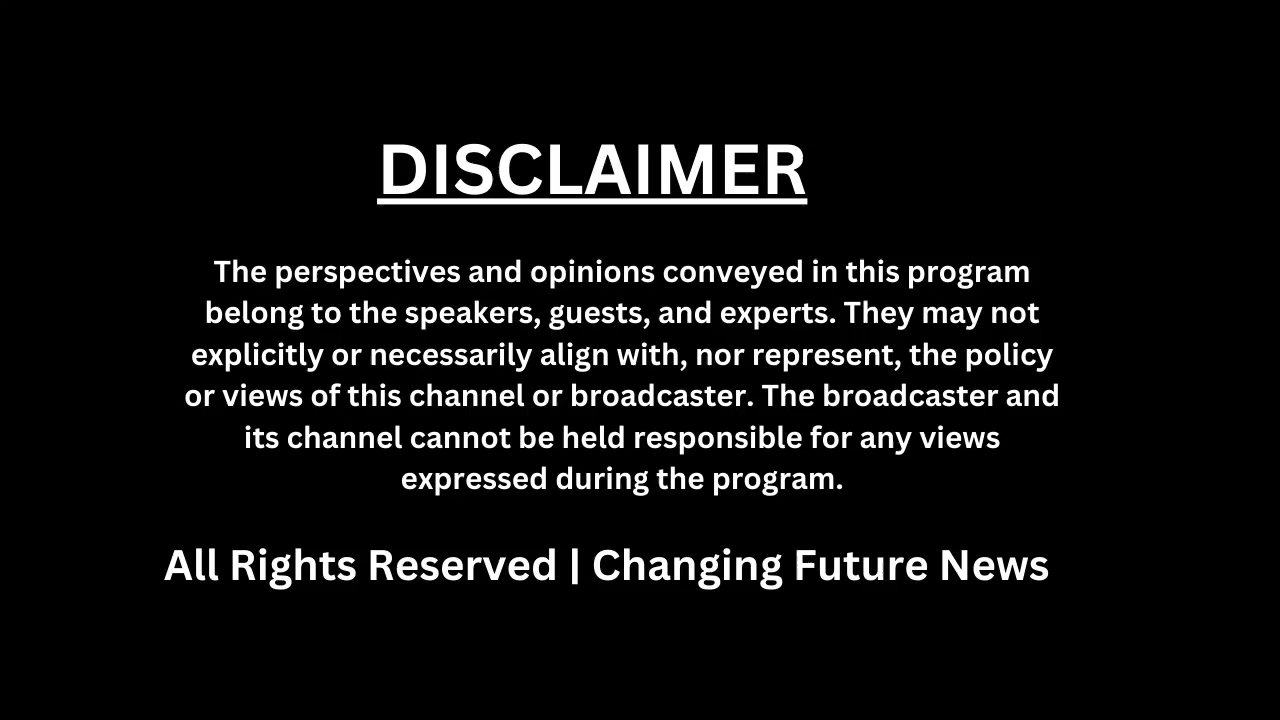 DISCLAIMER
The perspectives and opinions conveyed in this program
belong to the speakers, guests, and experts. They may not
explicitly or necessarily align with, nor represent, the policy
or views of this channel or broadcaster. The broadcaster and
its channel cannot be held responsible for any views
expressed during the program.
All Rights Reserved | Changing Future News